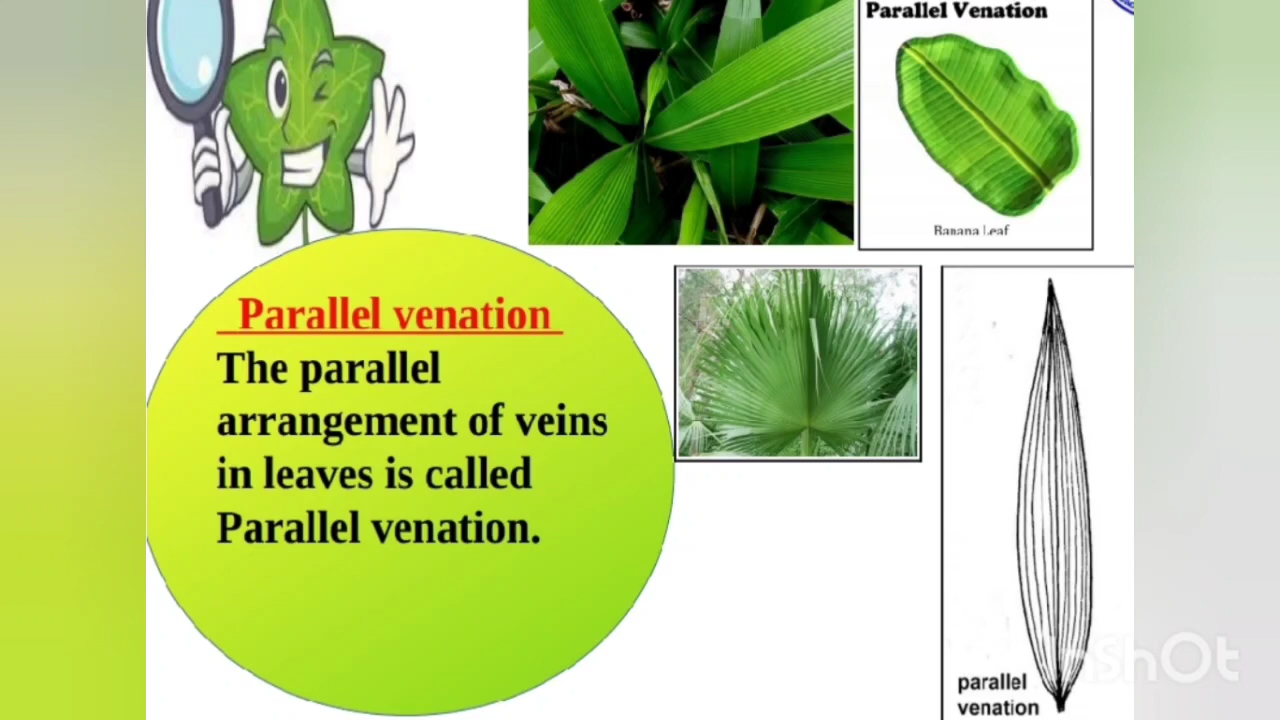 Parallel Venation
Banana Leaf
Parallel venation
The parallel
arrangement of veins
in leaves is called
Parallel venation.
parallel
venation
InShOt